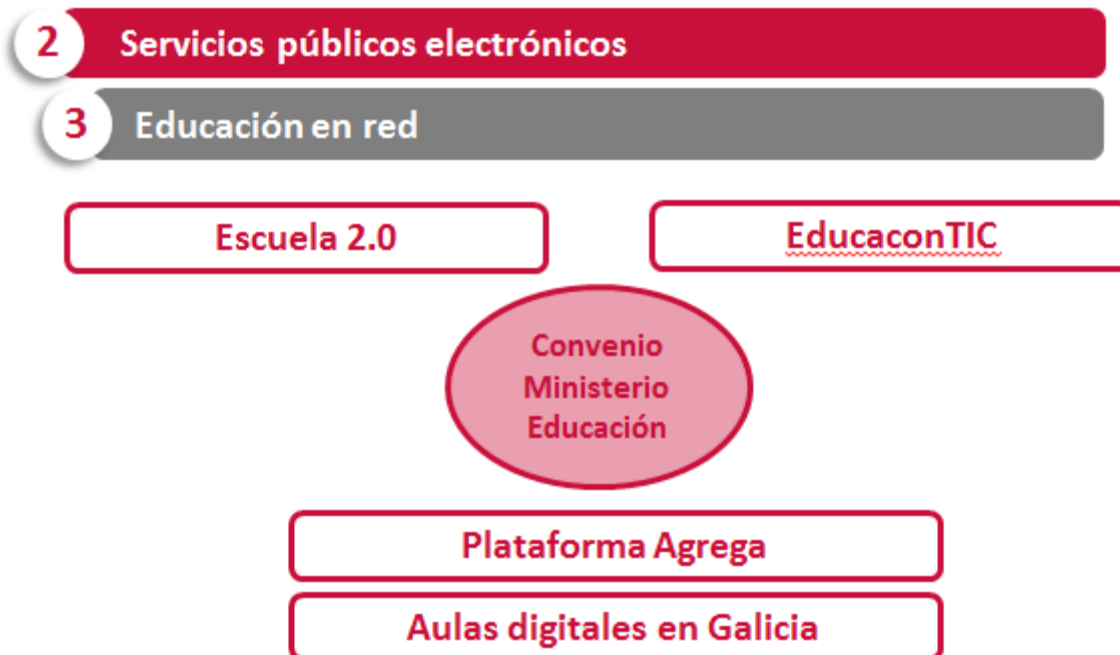 2 Servicios públicos electrónicos
3 Educación en red
Escuela 2.0
EducaconTIC
Convenio
Ministerio
Educación
Plataforma Agrega
Aulas digitales en Galicia